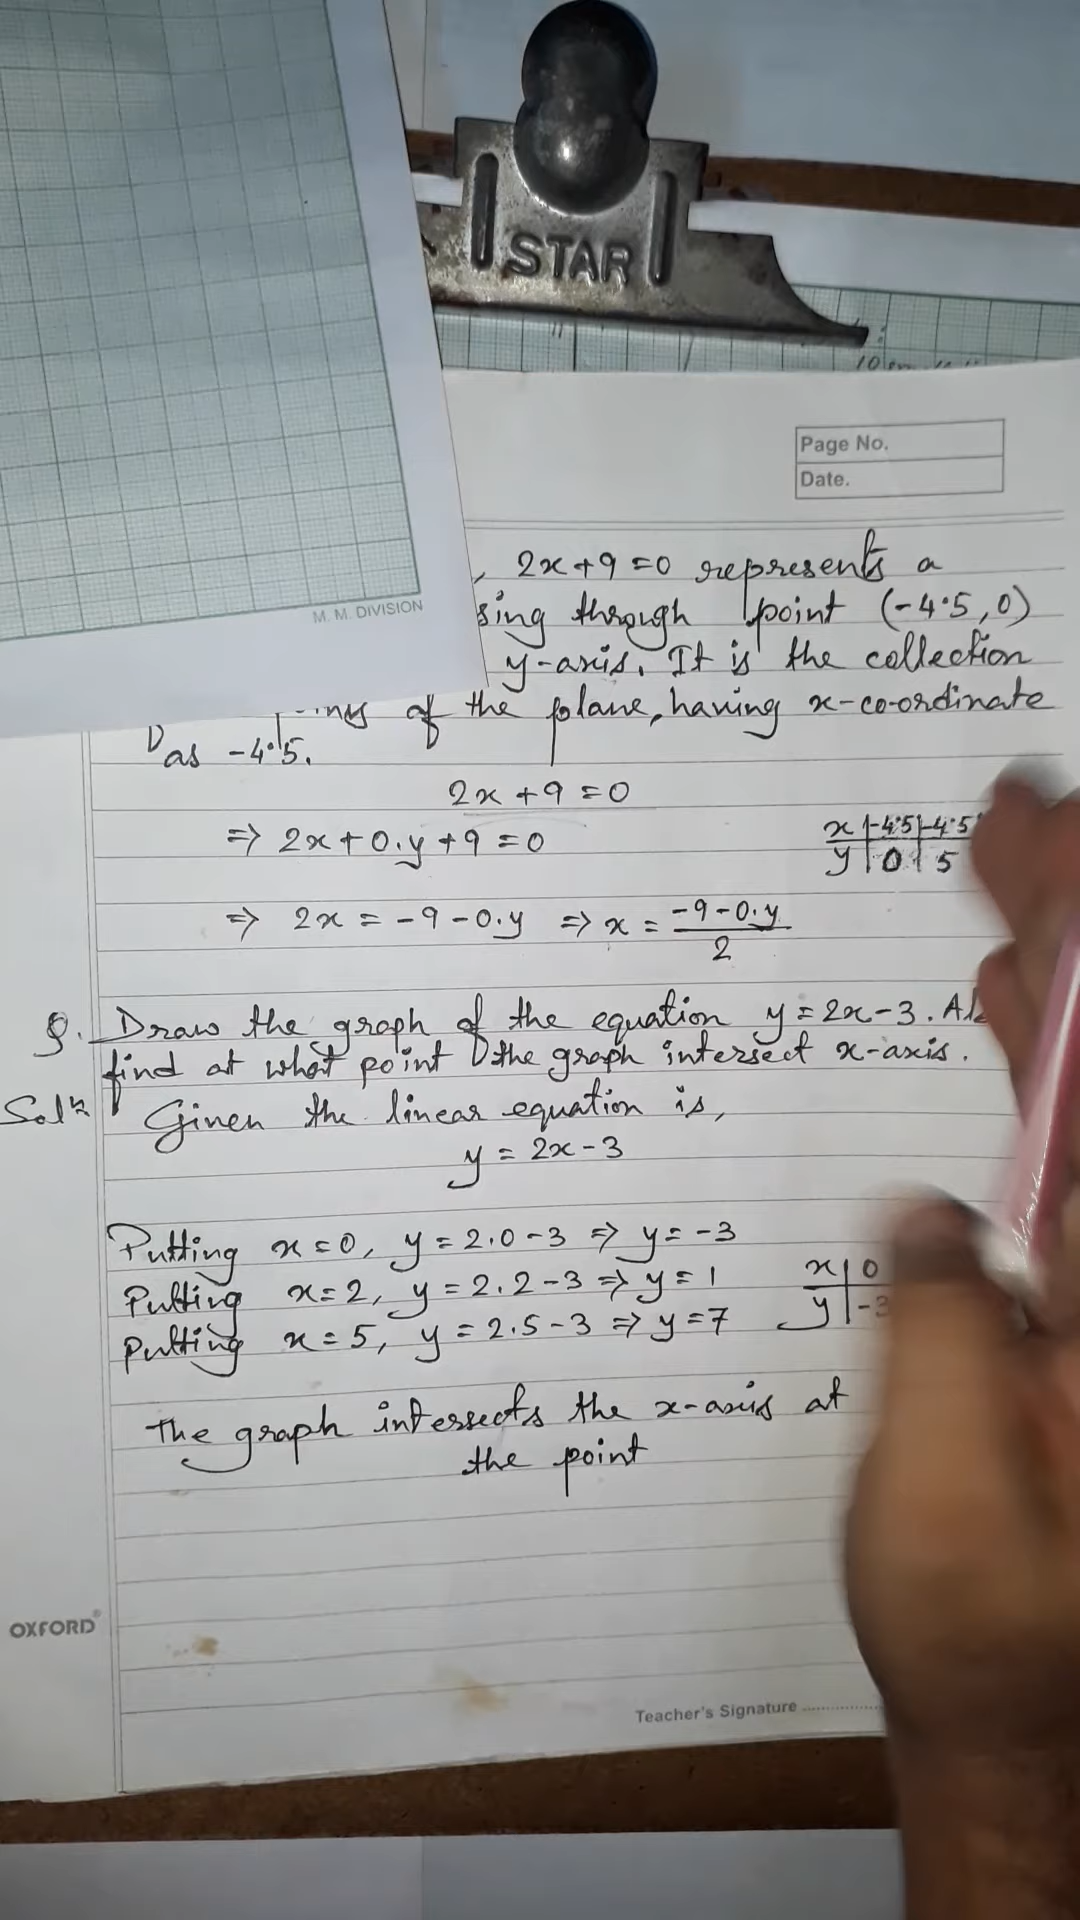 STAR
Page No.
Date.
M. M. DIVISION
2x+9=0 represents a
through point (-4.5,0)
y-axis. It is the collection
of the plane, having x-co-ordinate
as -4.5.
2x+9=0
⇒ 2x+0.y+9=0
x -4.5 -4.5
y 0 5
⇒ 2x = -9-0.y ⇒ x = -9-0.y / 2
Q. Draw the graph of the equation y=2x-3.
find at what point the graph intersect x-axis.
Solⁿ Given the linear equation is,
y = 2x-3
Putting x=0, y=2.0-3 ⇒ y=-3
Putting x=2, y=2.2-3 ⇒ y=1
Putting x=5, y=2.5-3 ⇒ y=7
x 0
y -3
The graph intersects the x-axis at
the point
OXFORD®
Teacher's Signature